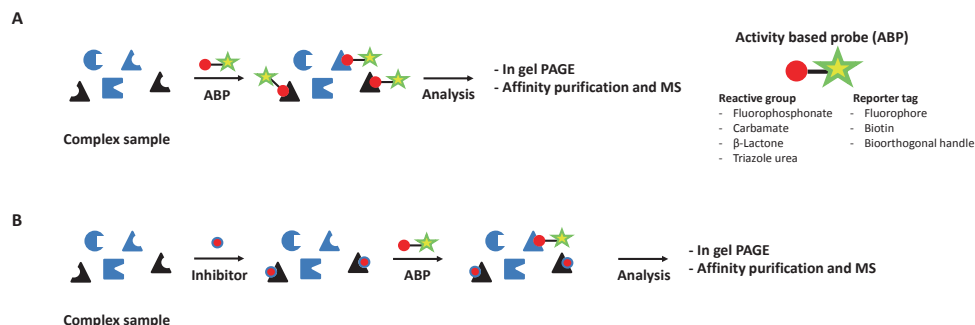 A
ABP
Complex sample
Analysis
- In gel PAGE
- Affinity purification and MS
Activity based probe (ABP)
Reactive group
- Fluorophosphonate
- Carbamate
- β-Lactone
- Triazole urea
Reporter tag
- Fluorophore
- Biotin
- Bioorthogonal handle
B
Inhibitor
ABP
Analysis
- In gel PAGE
- Affinity purification and MS
Complex sample